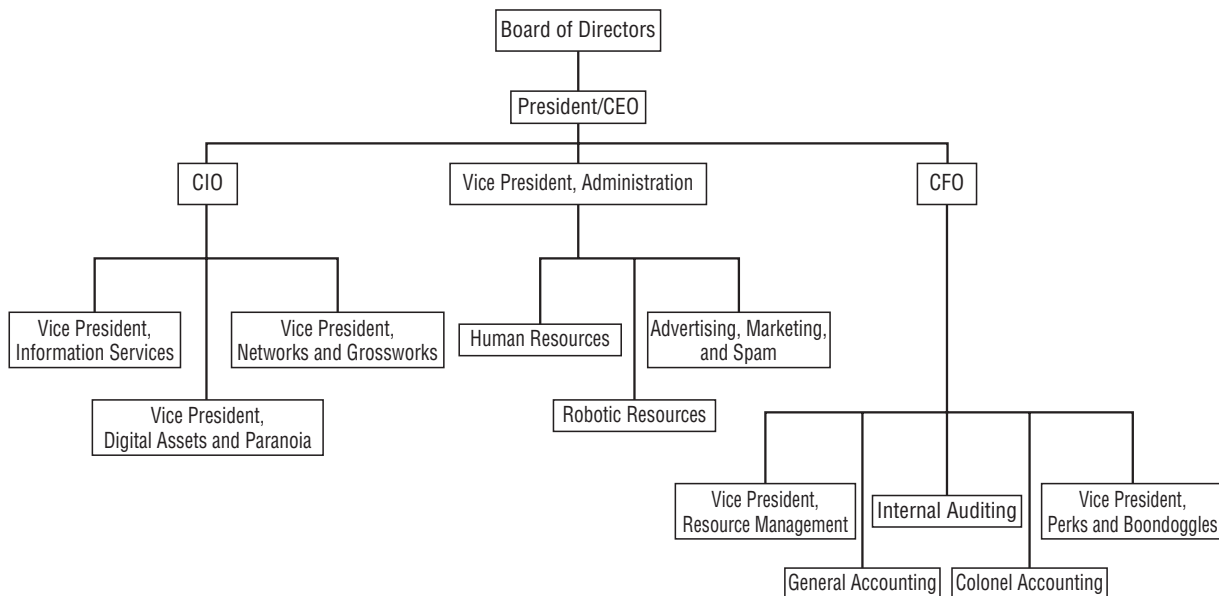 Board of Directors
President/CEO
CIO
Vice President, Administration
CFO
Vice President,
Information Services
Vice President,
Networks and Grossworks
Human Resources
Advertising, Marketing,
and Spam
Vice President,
Digital Assets and Paranoia
Robotic Resources
Vice President,
Resource Management
Internal Auditing
Vice President,
Perks and Boondoggles
General Accounting
Colonel Accounting